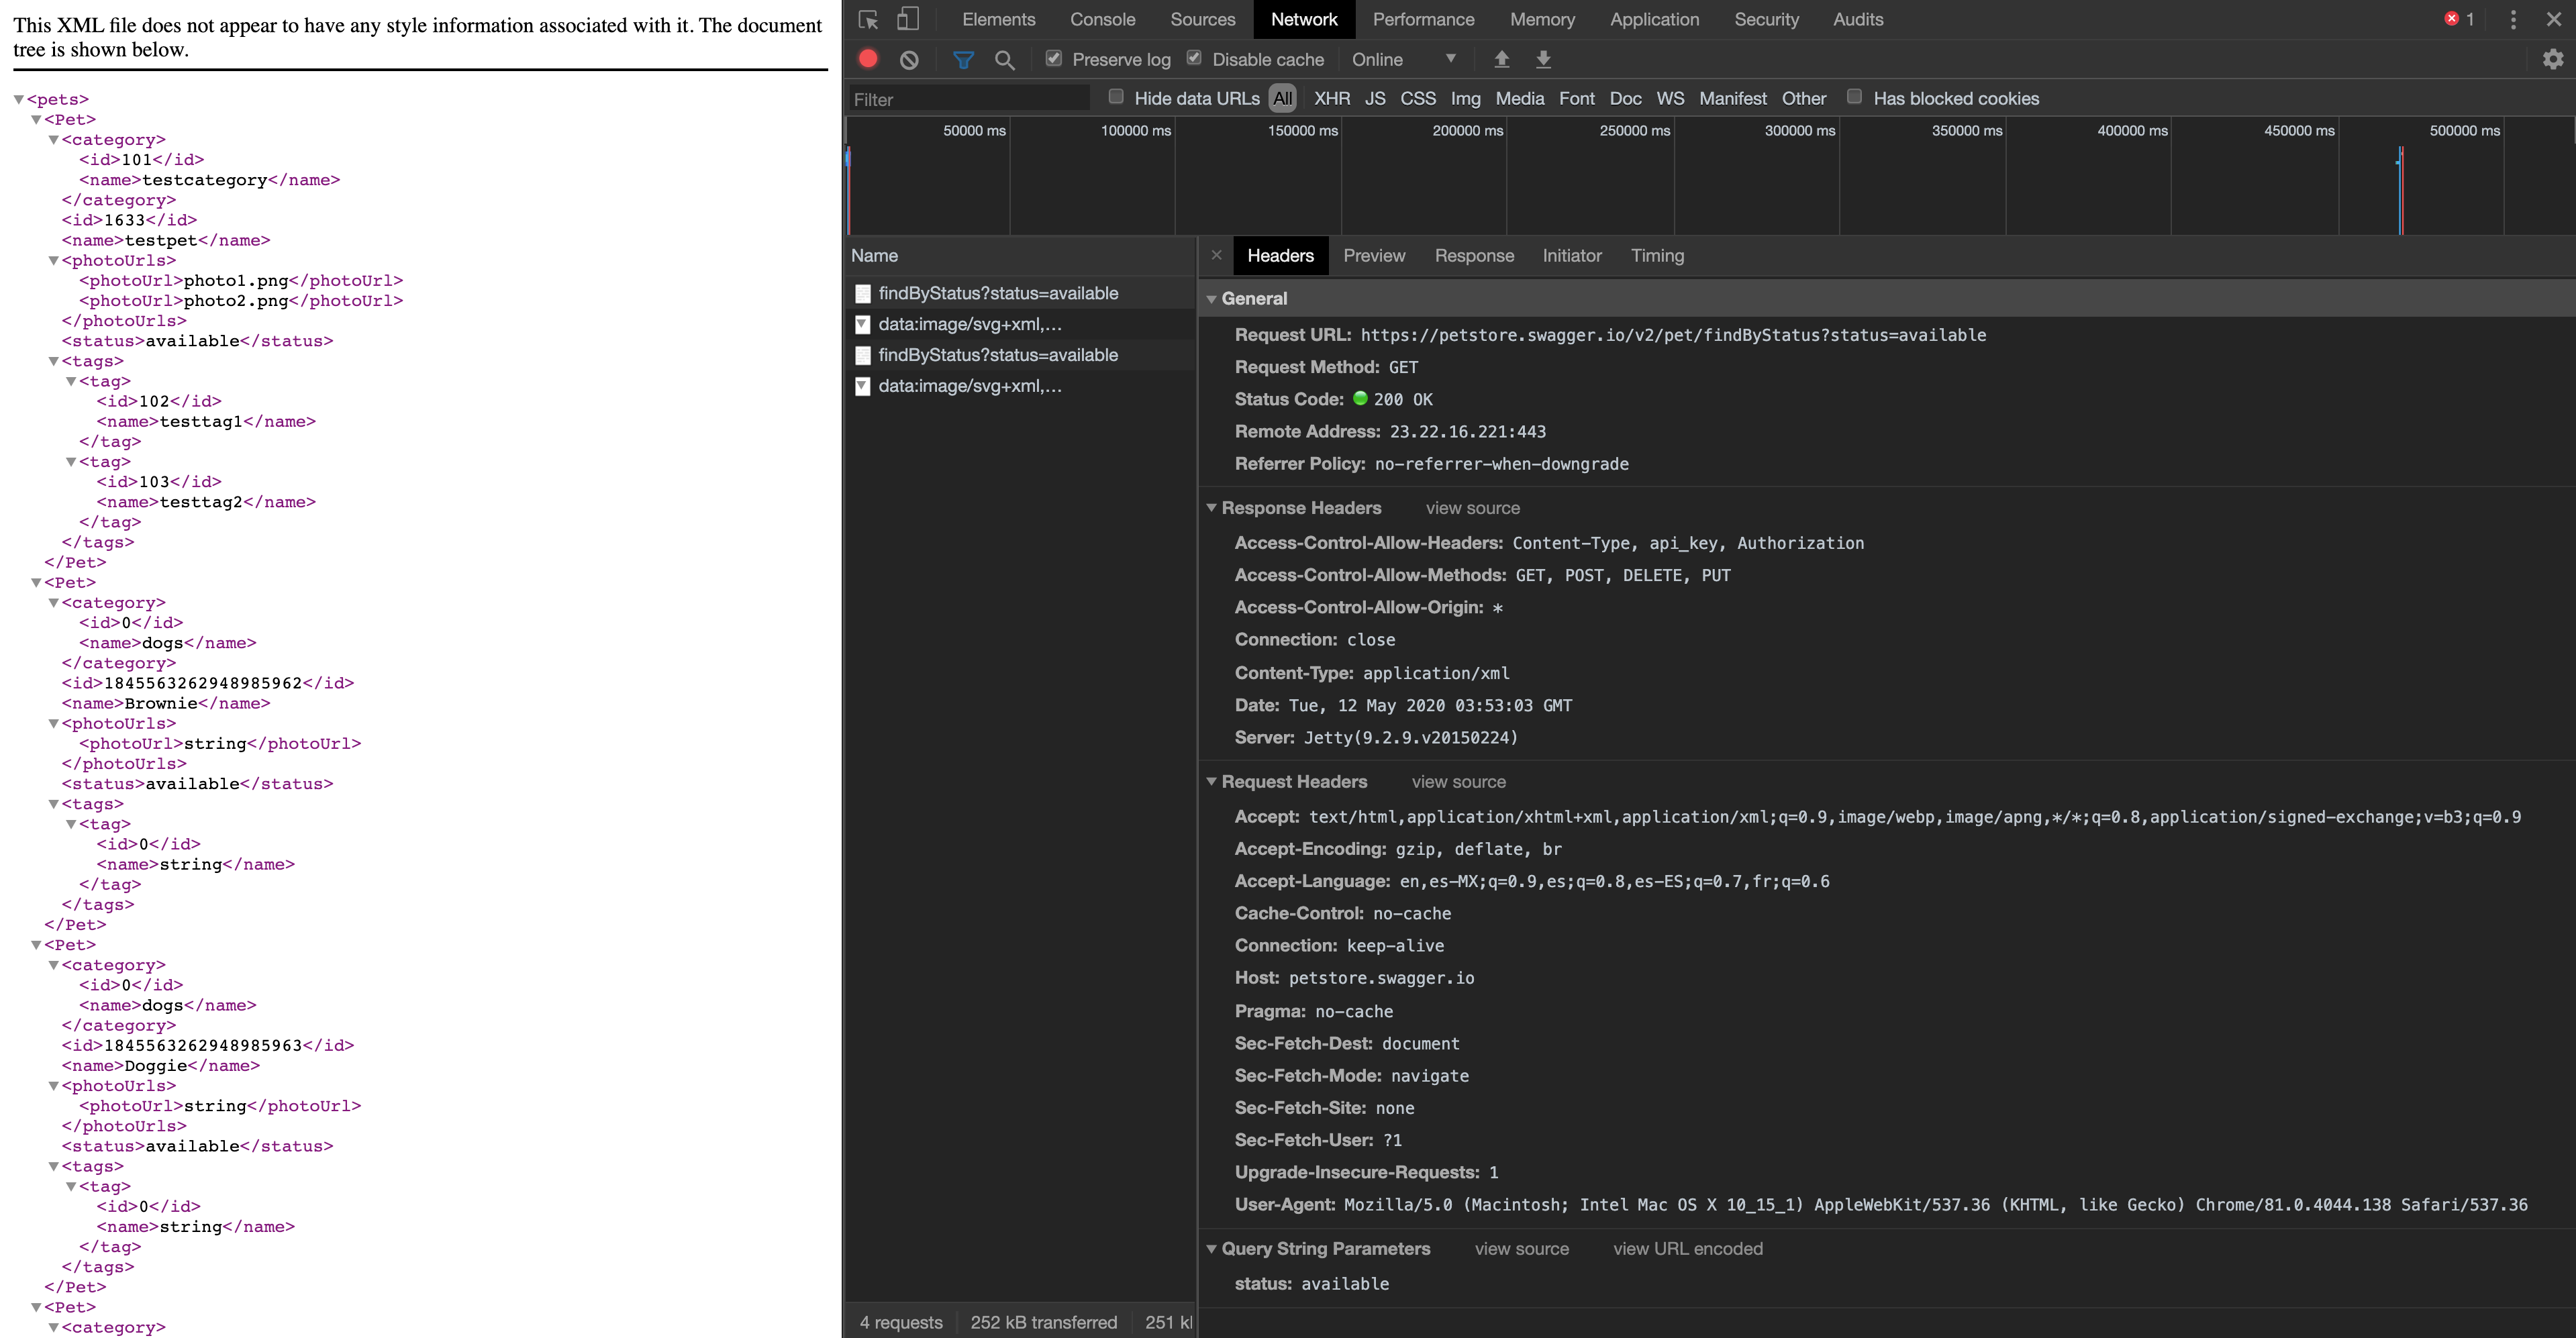 This XML file does not appear to have any style information associated with it. The document
tree is shown below.
<pets>
<Pet>
<category>
<id>101</id>
<name>testcategory</name>
</category>
<id>1633</id>
<name>testpet</name>
<photoUrls>
<photoUrl>photo1.png</photoUrl>
<photoUrl>photo2.png</photoUrl>
</photoUrls>
<status>available</status>
<tags>
<tag>
<id>102</id>
<name>testtag1</name>
</tag>
<tag>
<id>103</id>
<name>testtag2</name>
</tag>
</tags>
</Pet>
<Pet>
<category>
<id>0</id>
<name>dogs</name>
</category>
<id>1845563262948985962</id>
<name>Brownie</name>
<photoUrls>
<photoUrl>string</photoUrl>
</photoUrls>
<status>available</status>
<tags>
<tag>
<id>0</id>
<name>string</name>
</tag>
</tags>
</Pet>
<Pet>
<category>
<id>0</id>
<name>dogs</name>
</category>
<id>1845563262948985963</id>
<name>Doggie</name>
<photoUrls>
<photoUrl>string</photoUrl>
</photoUrls>
<status>available</status>
<tags>
<tag>
<id>0</id>
<name>string</name>
</tag>
</tags>
</Pet>
<Pet>
<category>
Elements Console Sources Network Performance Memory Application Security Audits 1
Preserve log Disable cache Online
Filter Hide data URLs All XHR JS CSS Img Media Font Doc WS Manifest Other Has blocked cookies
50000 ms 100000 ms 150000 ms 200000 ms 250000 ms 300000 ms 350000 ms 400000 ms 450000 ms 500000 ms
Name
findByStatus?status=available
data:image/svg+xml,...
findByStatus?status=available
data:image/svg+xml,...
4 requests 252 kB transferred 251 k
Headers Preview Response Initiator Timing
General
Request URL: https://petstore.swagger.io/v2/pet/findByStatus?status=available
Request Method: GET
Status Code: 200 OK
Remote Address: 23.22.16.221:443
Referrer Policy: no-referrer-when-downgrade
Response Headers view source
Access-Control-Allow-Headers: Content-Type, api_key, Authorization
Access-Control-Allow-Methods: GET, POST, DELETE, PUT
Access-Control-Allow-Origin: *
Connection: close
Content-Type: application/xml
Date: Tue, 12 May 2020 03:53:03 GMT
Server: Jetty(9.2.9.v20150224)
Request Headers view source
Accept: text/html,application/xhtml+xml,application/xml;q=0.9,image/webp,image/apng,*/*;q=0.8,application/signed-exchange;v=b3;q=0.9
Accept-Encoding: gzip, deflate, br
Accept-Language: en,es-MX;q=0.9,es;q=0.8,es-ES;q=0.7,fr;q=0.6
Cache-Control: no-cache
Connection: keep-alive
Host: petstore.swagger.io
Pragma: no-cache
Sec-Fetch-Dest: document
Sec-Fetch-Mode: navigate
Sec-Fetch-Site: none
Sec-Fetch-User: ?1
Upgrade-Insecure-Requests: 1
User-Agent: Mozilla/5.0 (Macintosh; Intel Mac OS X 10_15_1) AppleWebKit/537.36 (KHTML, like Gecko) Chrome/81.0.4044.138 Safari/537.36
Query String Parameters view source view URL encoded
status: available